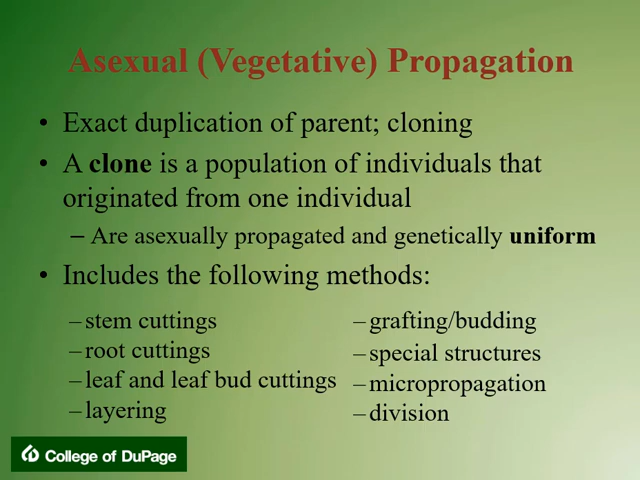 Asexual (Vegetative) Propagation
• Exact duplication of parent; cloning
• A clone is a population of individuals that
originated from one individual
– Are asexually propagated and genetically uniform
• Includes the following methods:
– stem cuttings
– root cuttings
– leaf and leaf bud cuttings
– layering
– grafting/budding
– special structures
– micropropagation
– division
College of DuPage